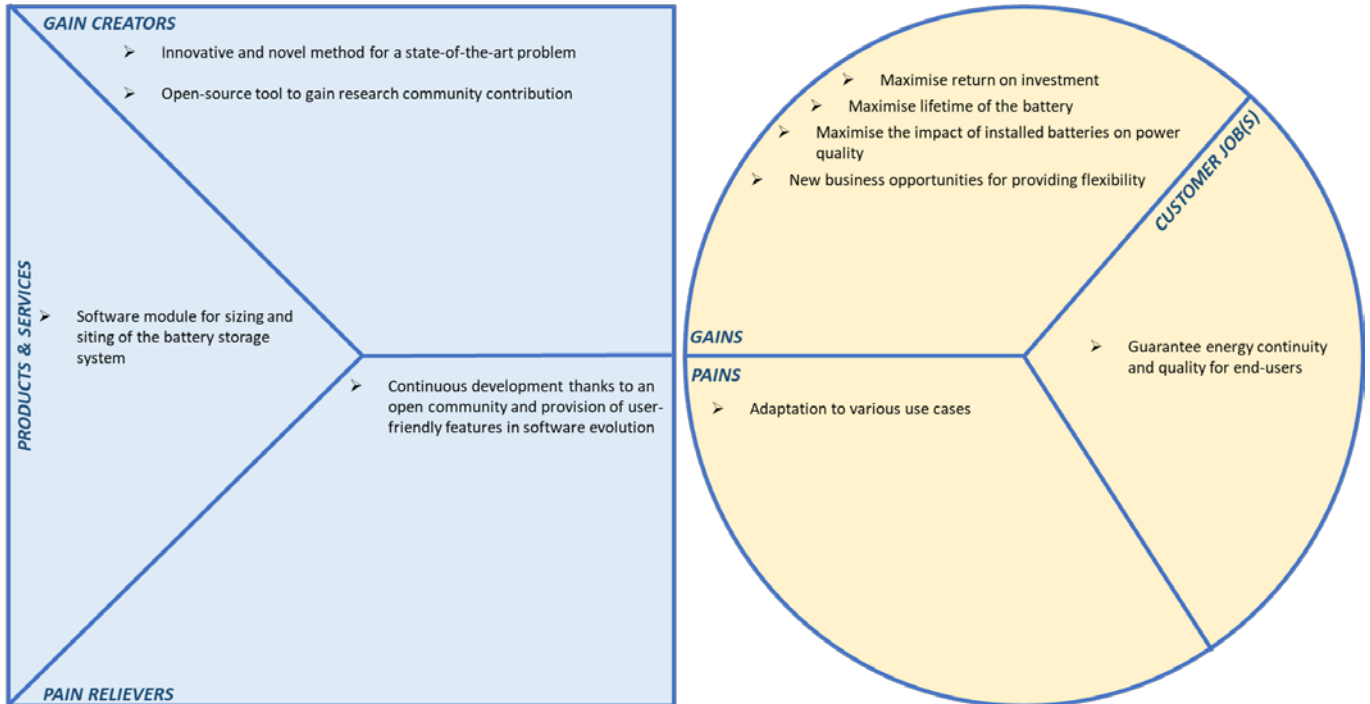 GAIN CREATORS
➢ Innovative and novel method for a state-of-the-art problem
➢ Open-source tool to gain research community contribution
PRODUCTS & SERVICES
➢ Software module for sizing and
siting of the battery storage
system
➢ Continuous development thanks to an
open community and provision of user-
friendly features in software evolution
PAIN RELIEVERS
➢ Maximise return on investment
➢ Maximise lifetime of the battery
➢ Maximise the impact of installed batteries on power
quality
➢ New business opportunities for providing flexibility
GAINS
CUSTOMER JOB(S)
➢ Guarantee energy continuity
and quality for end-users
PAINS
➢ Adaptation to various use cases